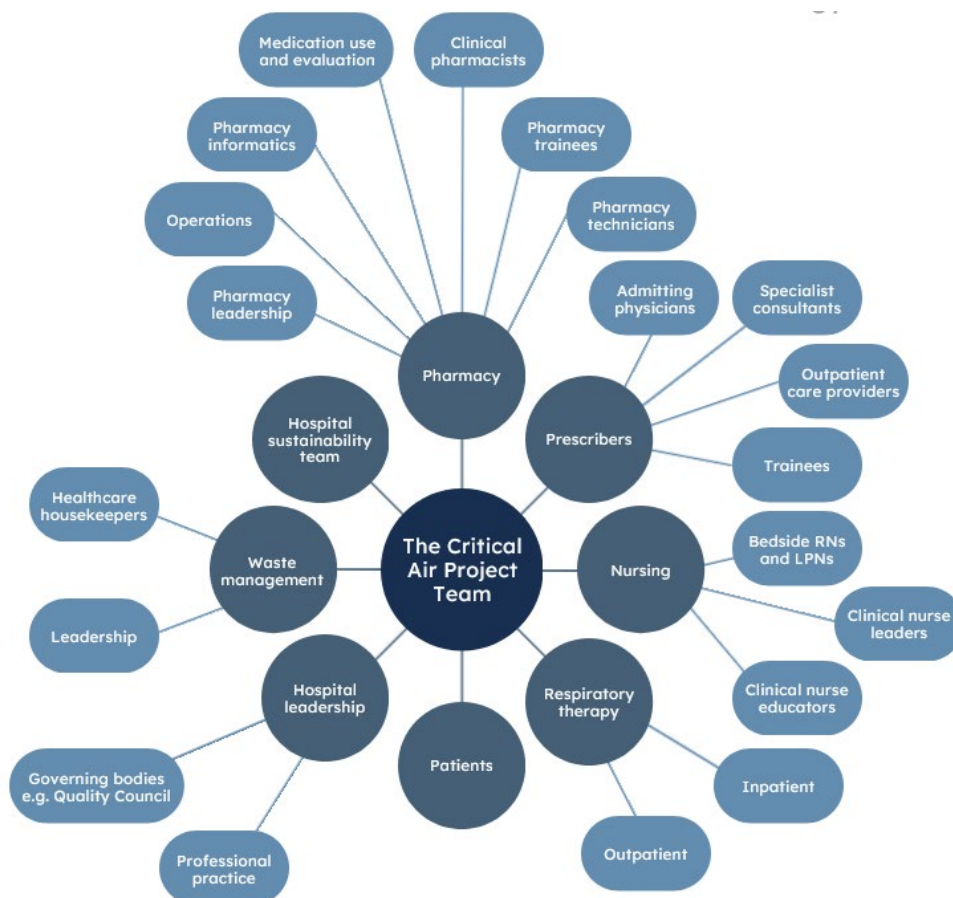 Medication use
and evaluation
Clinical
pharmacists
Pharmacy
informatics
Pharmacy
trainees
Operations
Pharmacy
technicians
Pharmacy
leadership
Admitting
physicians
Specialist
consultants
Pharmacy
Outpatient
care providers
Hospital
sustainability
team
Prescribers
Trainees
Healthcare
housekeepers
Waste
management
The Critical
Air Project
Team
Nursing
Bedside RNs
and LPNs
Leadership
Clinical nurse
leaders
Hospital
leadership
Respiratory
therapy
Clinical nurse
educators
Patients
Governing bodies
e.g. Quality Council
Inpatient
Professional
practice
Outpatient